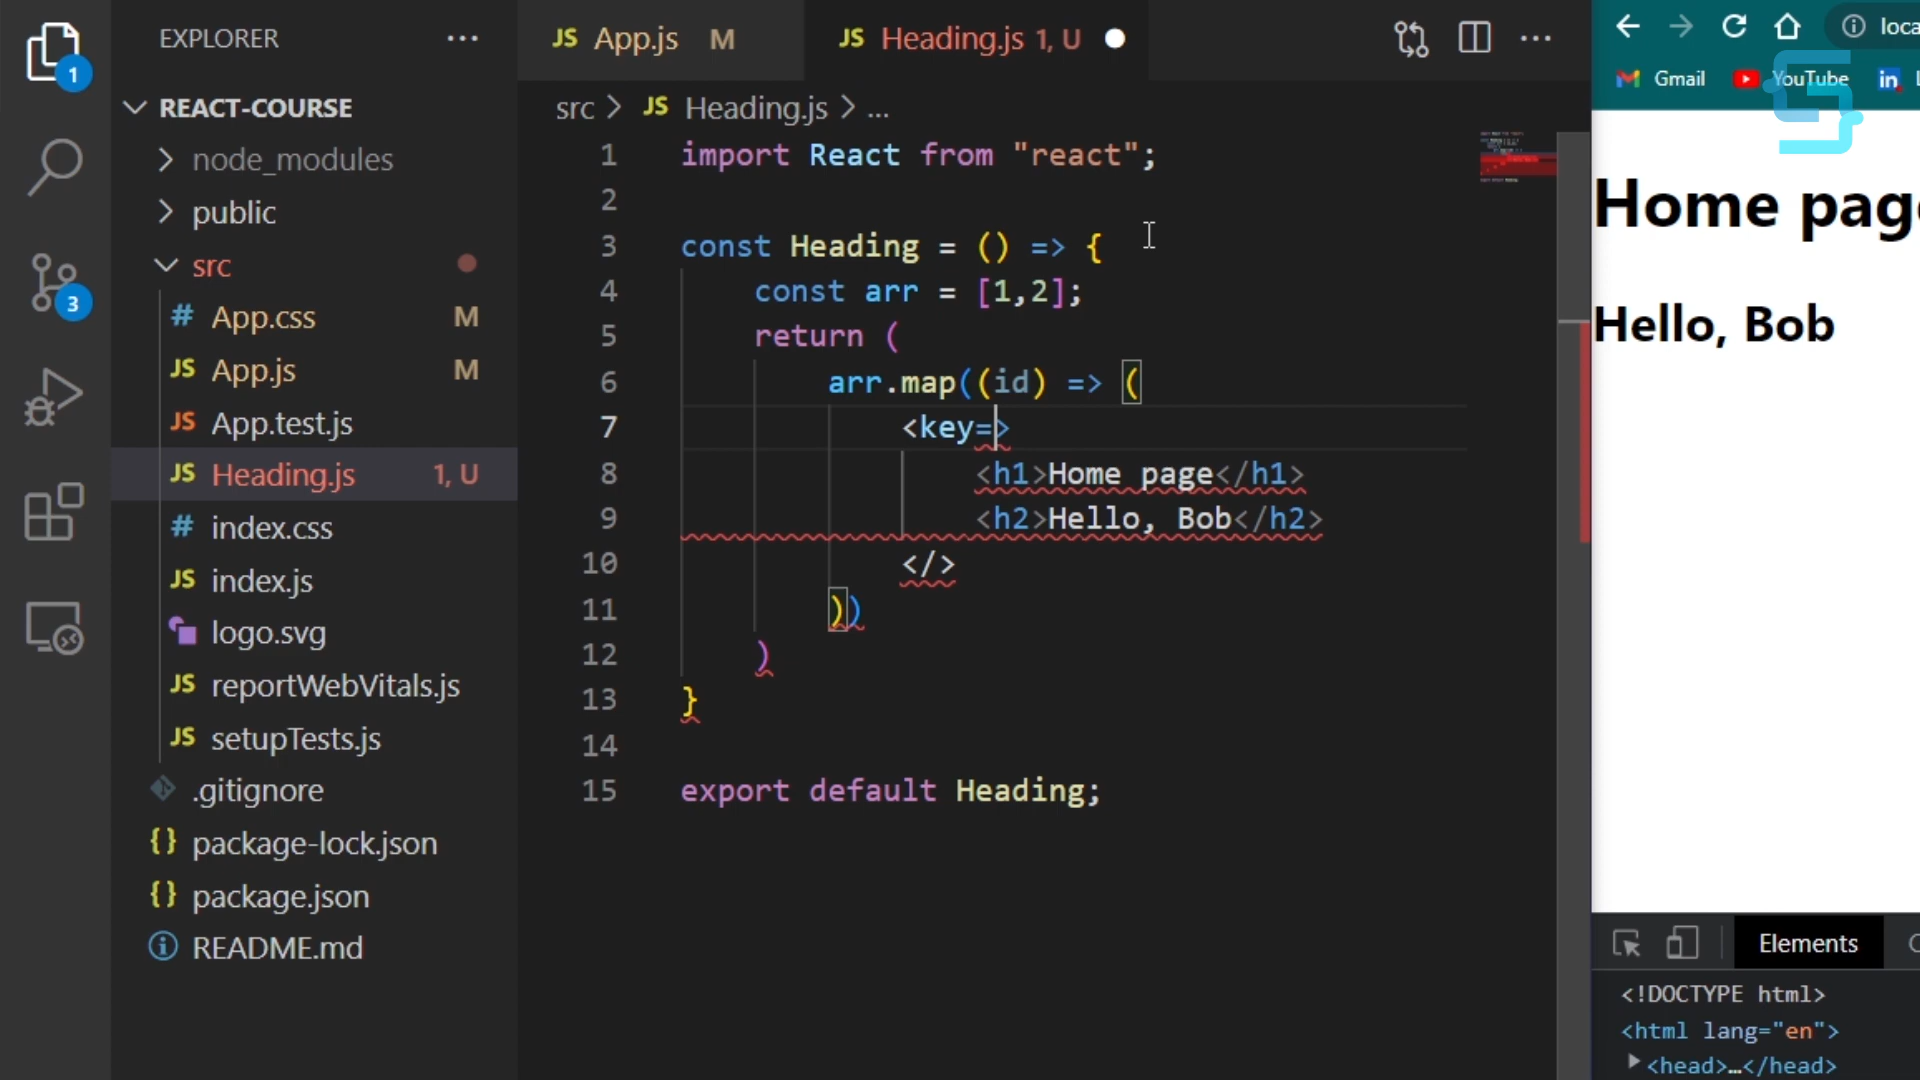 EXPLORER
REACT-COURSE
node_modules
public
src
App.css M
App.js M
App.test.js
Heading.js 1, U
index.css
index.js
logo.svg
reportWebVitals.js
setupTests.js
.gitignore
package-lock.json
package.json
README.md
1
3
JS App.js M
JS Heading.js 1, U
src > JS Heading.js > ...
1 import React from "react";
2
3 const Heading = () => {
4 const arr = [1,2];
5 return (
6 arr.map((id) => (
7 <key=>
8 <h1>Home page</h1>
9 <h2>Hello, Bob</h2>
10 </>
11 ))
12 )
13 }
14
15 export default Heading;
Gmail YouTube in
Hello, Bob
Elements
<!DOCTYPE html>
<html lang="en">
<head>…</head>